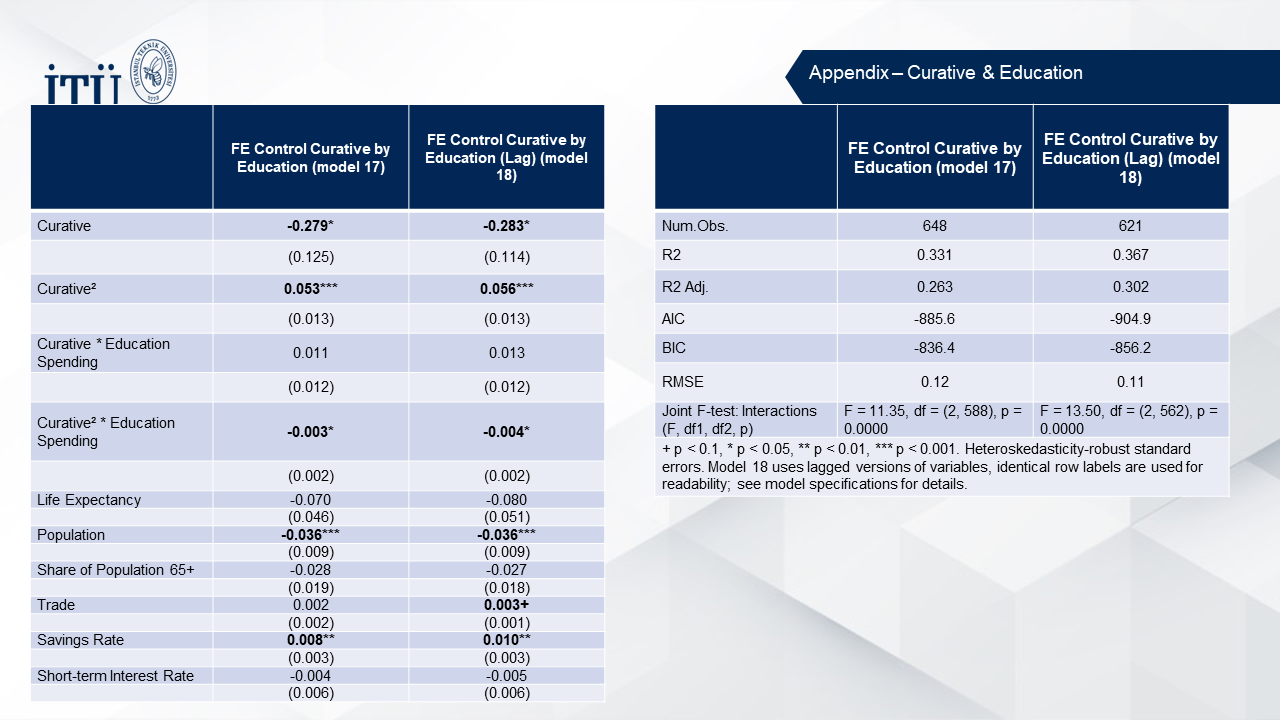 İTÜ
İSTANBUL TEKNİK ÜNİVERSİTESİ
1773
Appendix – Curative & Education
FE Control Curative by
Education (model 17)
FE Control Curative by
Education (Lag) (model
18)
Curative -0.279* -0.283*
(0.125) (0.114)
Curative² 0.053*** 0.056***
(0.013) (0.013)
Curative * Education
Spending 0.011 0.013
(0.012) (0.012)
Curative² * Education
Spending -0.003* -0.004*
(0.002) (0.002)
Life Expectancy -0.070 -0.080
(0.046) (0.051)
Population -0.036*** -0.036***
(0.009) (0.009)
Share of Population 65+ -0.028 -0.027
(0.019) (0.018)
Trade 0.002 0.003+
(0.002) (0.001)
Savings Rate 0.008** 0.010**
(0.003) (0.003)
Short-term Interest Rate -0.004 -0.005
(0.006) (0.006)
FE Control Curative by
Education (model 17)
FE Control Curative by
Education (Lag) (model
18)
Num.Obs. 648 621
R2 0.331 0.367
R2 Adj. 0.263 0.302
AIC -885.6 -904.9
BIC -836.4 -856.2
RMSE 0.12 0.11
Joint F-test: Interactions
(F, df1, df2, p)
F = 11.35, df = (2, 588), p =
0.0000
F = 13.50, df = (2, 562), p =
0.0000
+ p < 0.1, * p < 0.05, ** p < 0.01, *** p < 0.001. Heteroskedasticity-robust standard
errors. Model 18 uses lagged versions of variables, identical row labels are used for
readability; see model specifications for details.